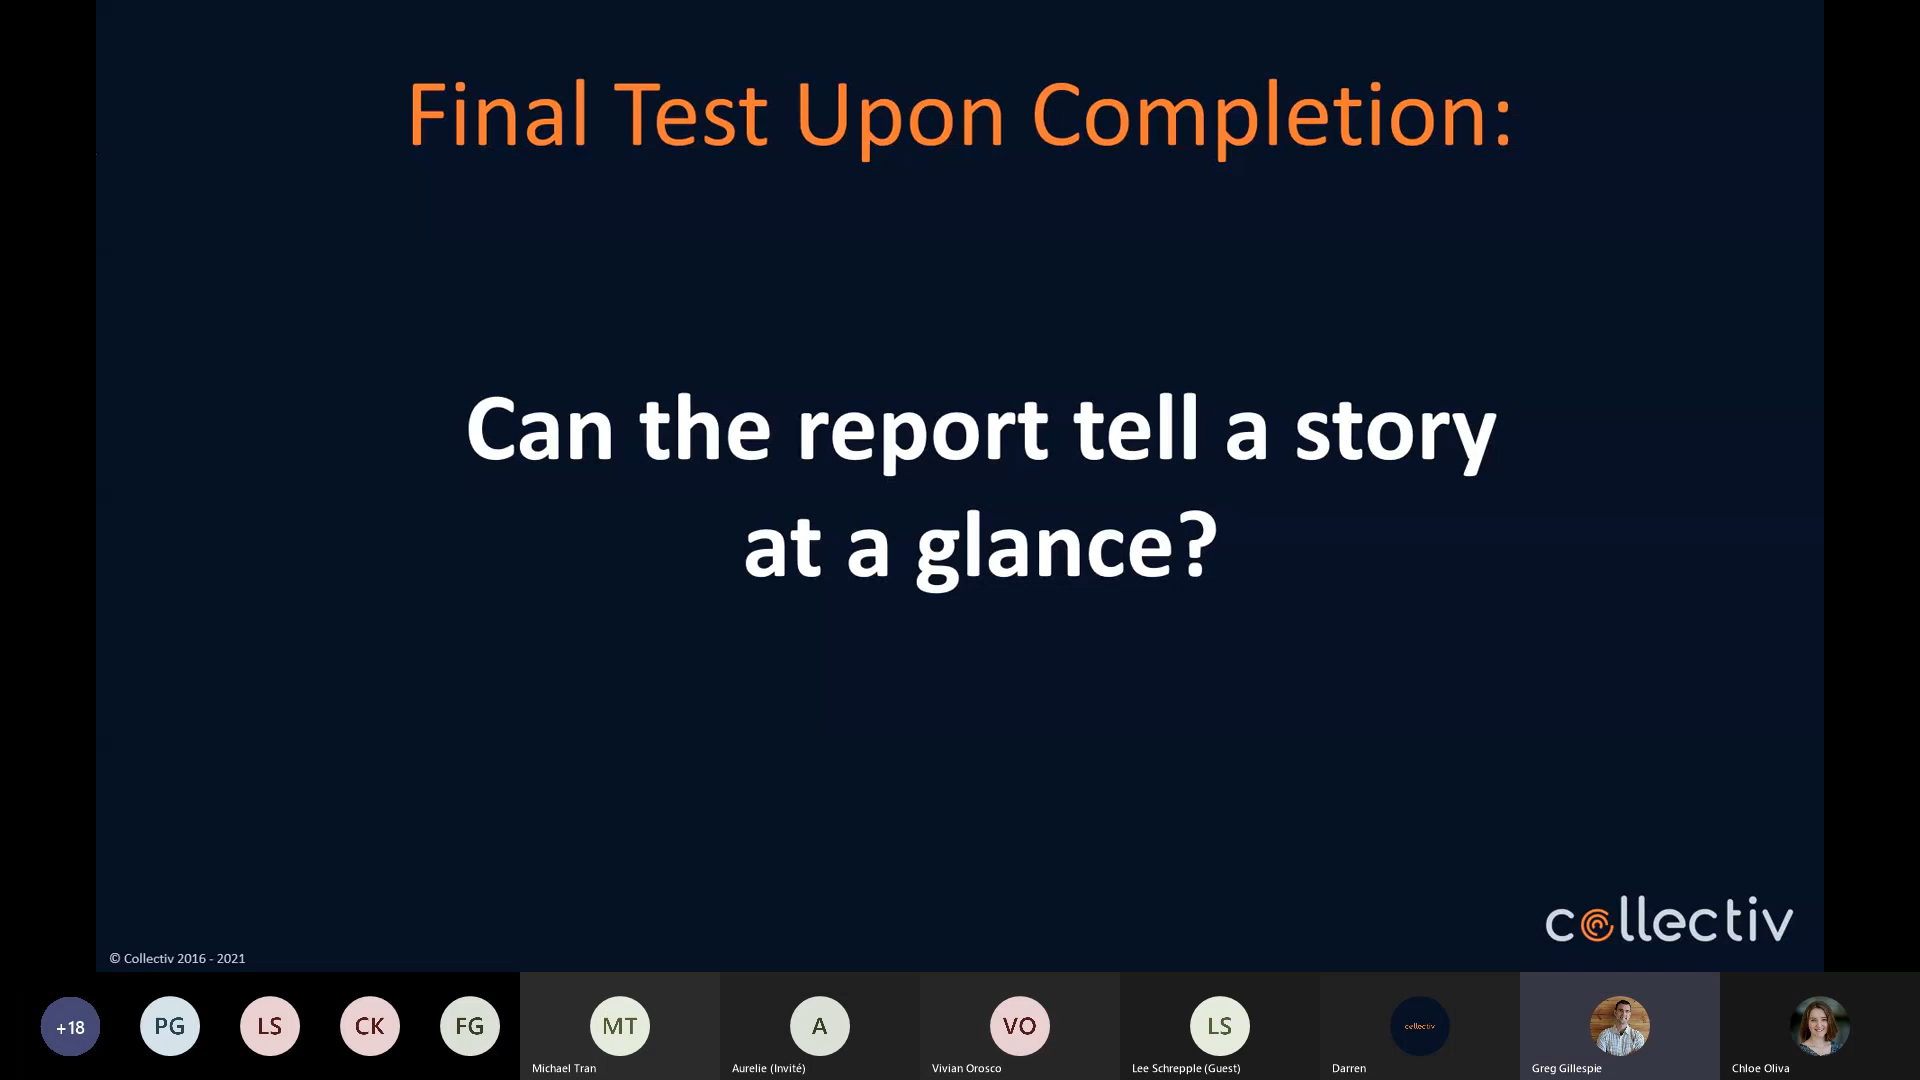 Final Test Upon Completion:
Can the report tell a story
at a glance?
collectiv
© Collectiv 2016 - 2021
+18
PG
LS
CK
FG
MT
A
VO
LS
collectiv
Michael Tran
Aurelie (Invité)
Vivian Orosco
Lee Schrepple (Guest)
Darren
Greg Gillespie
Chloe Oliva